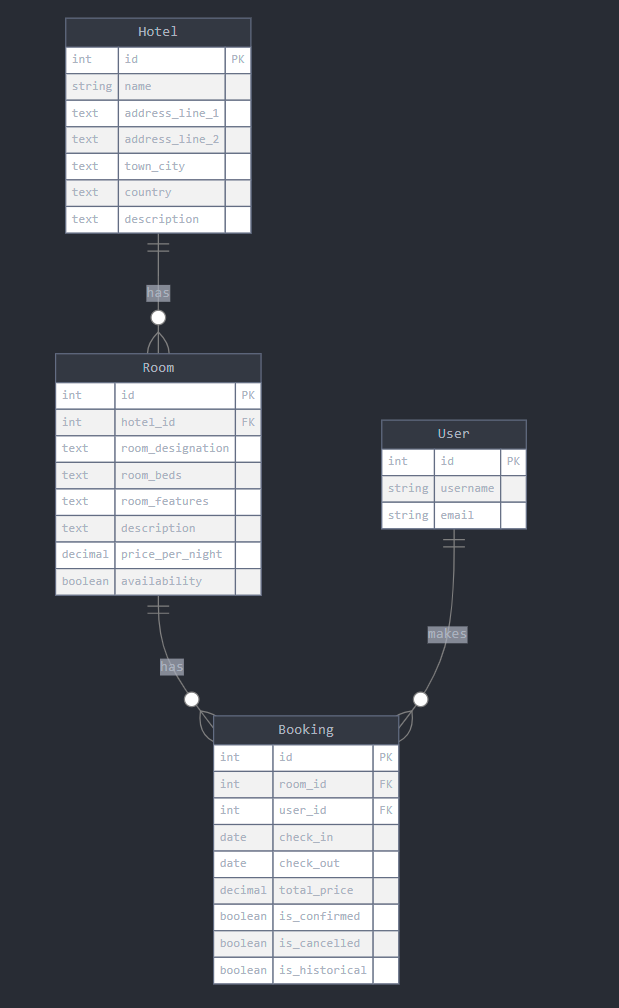 Hotel
int id PK
string name
text address_line_1
text address_line_2
text town_city
text country
text description
has
Room
int id PK
int hotel_id FK
text room_designation
text room_beds
text room_features
text description
decimal price_per_night
boolean availability
User
int id PK
string username
string email
has
makes
Booking
int id PK
int room_id FK
int user_id FK
date check_in
date check_out
decimal total_price
boolean is_confirmed
boolean is_cancelled
boolean is_historical